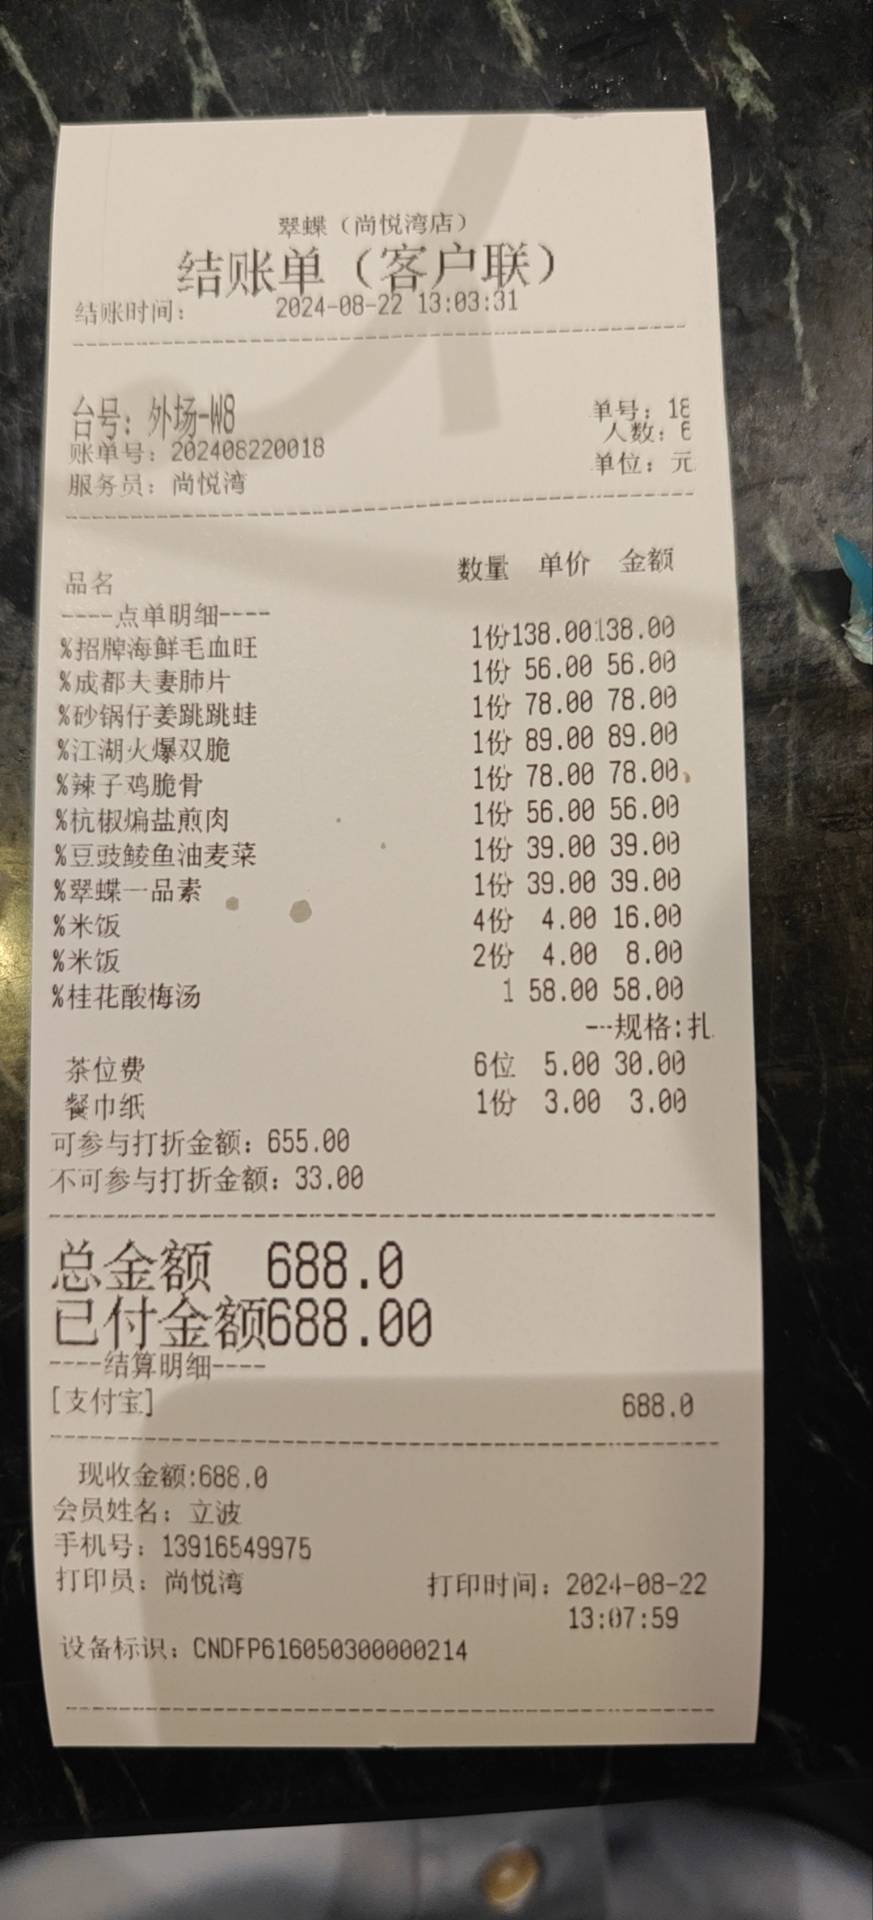 翠蝶（尚悦湾店）
结账单（客户联）
结账时间： 2024-08-22 13:03:31
台号：外场-W8 单号：18
账单号：202408220018 人数：6
服务员：尚悦湾 单位：元
品名 数量 单价 金额
----点单明细----
%招牌海鲜毛血旺 1份 138.00 138.00
%成都夫妻肺片 1份 56.00 56.00
%砂锅仔姜跳跳蛙 1份 78.00 78.00
%江湖火爆双脆 1份 89.00 89.00
%辣子鸡脆骨 1份 78.00 78.00
%杭椒煸盐煎肉 1份 56.00 56.00
%豆豉鲮鱼油麦菜 1份 39.00 39.00
%翠蝶一品素 1份 39.00 39.00
%米饭 4份 4.00 16.00
%米饭 2份 4.00 8.00
%桂花酸梅汤 1 58.00 58.00
---规格:扎
茶位费 6位 5.00 30.00
餐巾纸 1份 3.00 3.00
可参与打折金额：655.00
不可参与打折金额：33.00
总金额 688.0
已付金额688.00
----结算明细----
[支付宝] 688.0
现收金额:688.0
会员姓名：立波
手机号：13916549975
打印员：尚悦湾 打印时间：2024-08-22
13:07:59
设备标识：CNDFP616050300000214